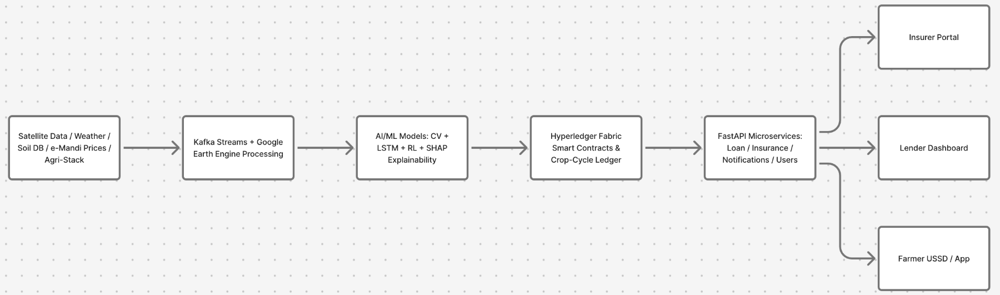 Satellite Data / Weather /
Soil DB / e-Mandi Prices /
Agri-Stack
Kafka Streams + Google
Earth Engine Processing
AI/ML Models: CV +
LSTM + RL + SHAP
Explainability
Hyperledger Fabric
Smart Contracts &
Crop-Cycle Ledger
FastAPI Microservices:
Loan / Insurance /
Notifications / Users
Insurer Portal
Lender Dashboard
Farmer USSD / App